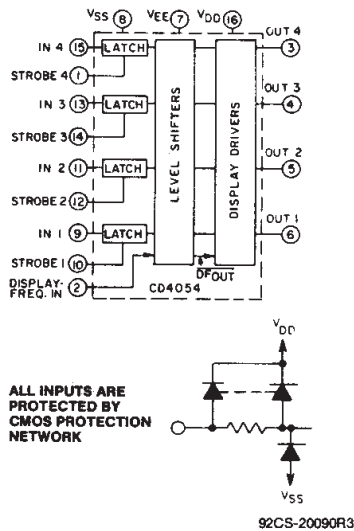 VSS VEE VDD
8 7 16
IN 4 15 LATCH OUT 4 3
STROBE 4 1
IN 3 13 LATCH OUT 3 4
STROBE 3 14
IN 2 11 LATCH OUT 2 5
STROBE 2 12
IN 1 9 LATCH OUT 1 6
STROBE 1 10
LEVEL SHIFTERS
DISPLAY DRIVERS
DISPLAY-
FREQ. IN 2
DFOUT
CD4054
VDD
ALL INPUTS ARE
PROTECTED BY
CMOS PROTECTION
NETWORK
VSS
92CS-20090R3